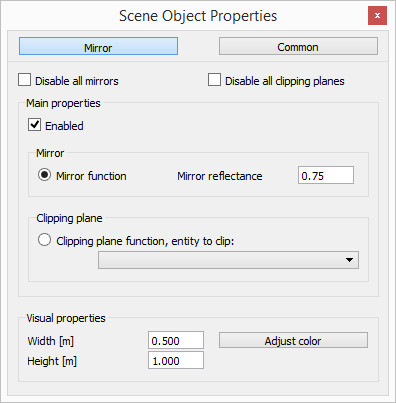 Scene Object Properties
x
Mirror Common
Disable all mirrors Disable all clipping planes
Main properties
Enabled
Mirror
Mirror function Mirror reflectance 0.75
Clipping plane
Clipping plane function, entity to clip:
Visual properties
Width [m] 0.500 Adjust color
Height [m] 1.000